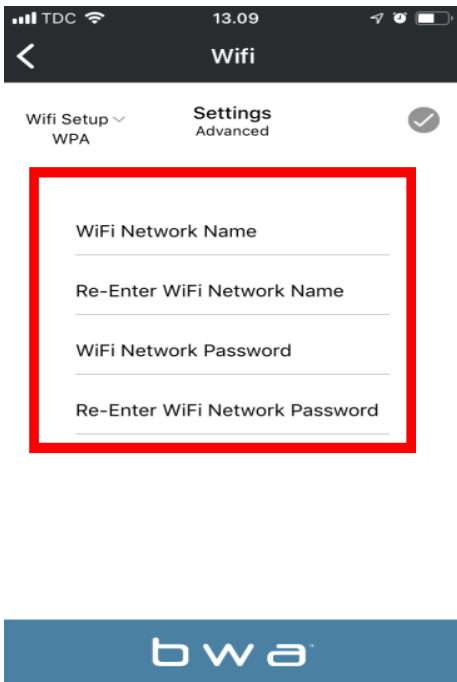 TDC 13.09
Wifi
Wifi Setup
WPA
Settings
Advanced
WiFi Network Name
Re-Enter WiFi Network Name
WiFi Network Password
Re-Enter WiFi Network Password
bwa